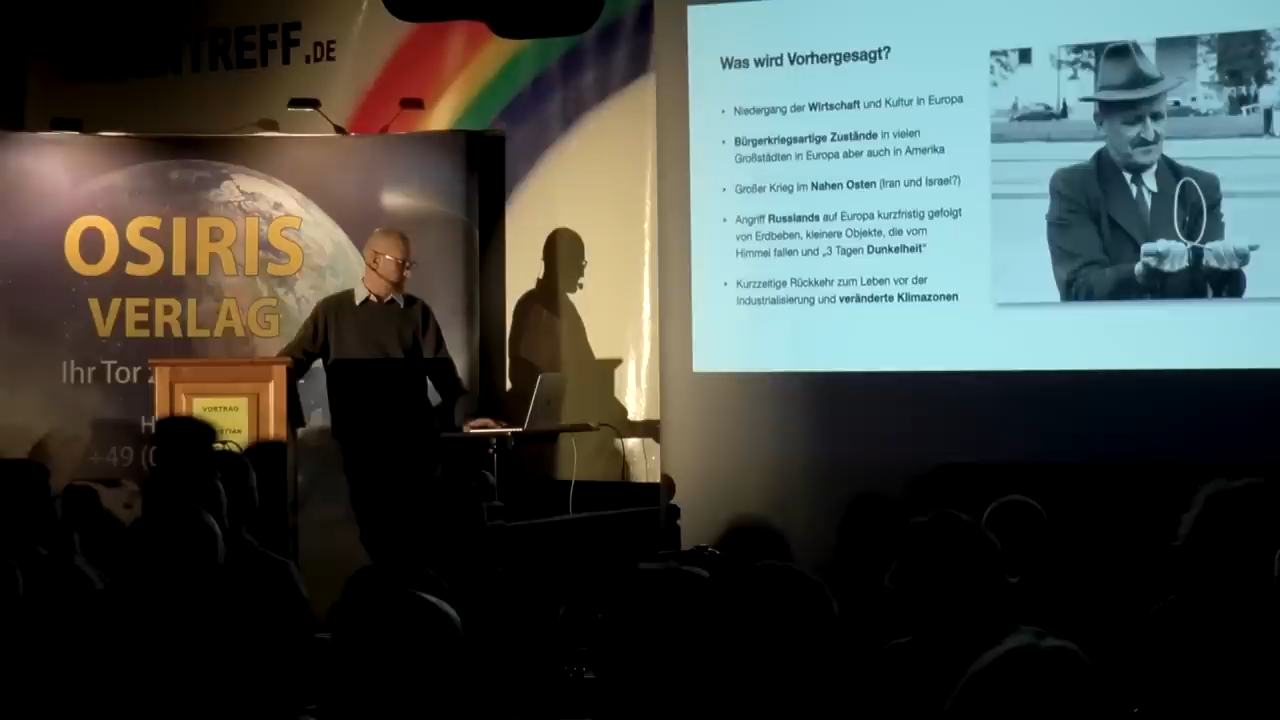 NTREFF.DE
OSIRIS
VERLAG
Ihr Tor
H
+49 (0
VORTRAG
Was wird Vorhergesagt?
• Niedergang der Wirtschaft und Kultur in Europa
• Bürgerkriegsartige Zustände in vielen
Großstädten in Europa aber auch in Amerika
• Großer Krieg im Nahen Osten (Iran und Israel?)
• Angriff Russlands auf Europa kurzfristig gefolgt
von Erdbeben, kleinere Objekte, die vom
Himmel fallen und „3 Tagen Dunkelheit“
• Kurzzeitige Rückkehr zum Leben vor der
Industrialisierung und veränderte Klimazonen